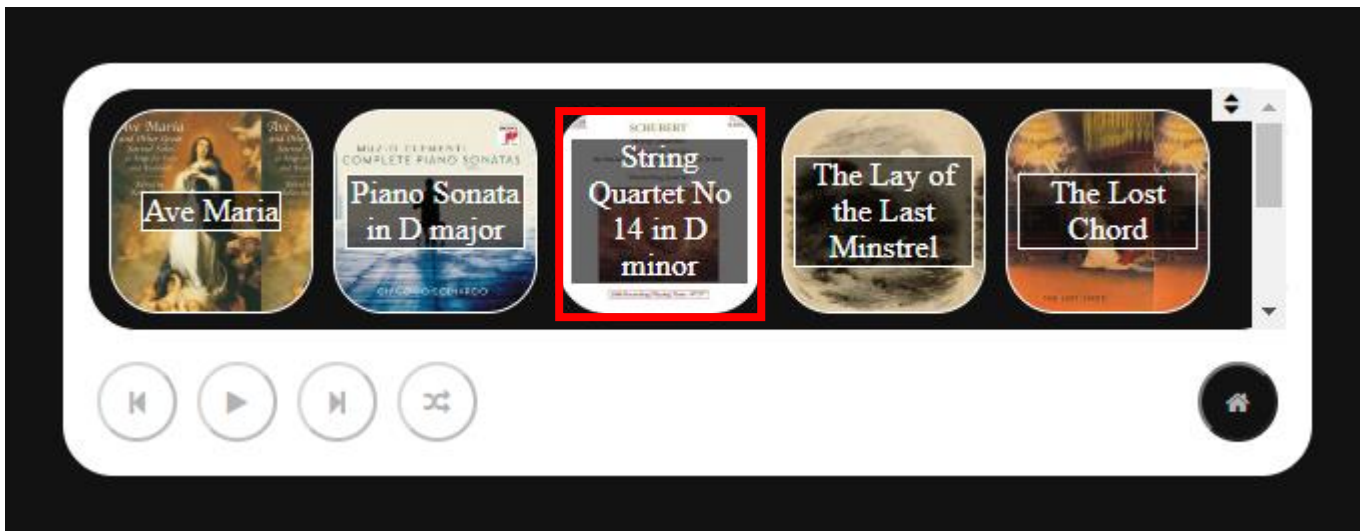 Ave Maria
MUZIO CLEMENTI
COMPLETE PIANO SONATAS
Piano Sonata
in D major
SCHUBERT
String
Quartet No
14 in D
minor
The Lay of
the Last
Minstrel
The Lost
Chord